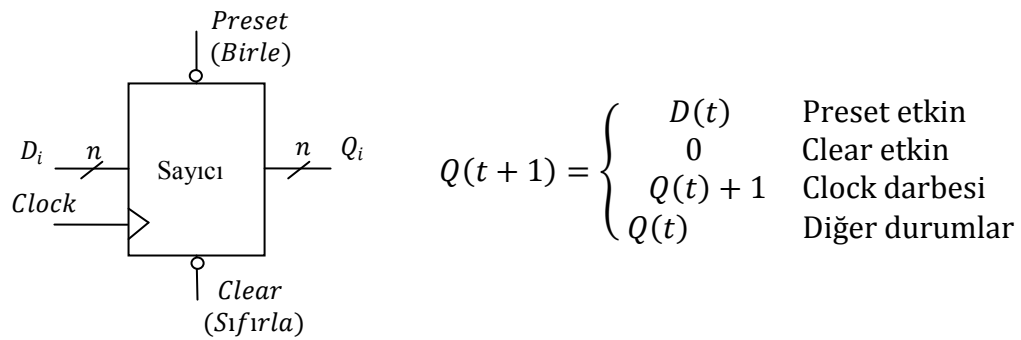 Preset
(Birle)
D_i n Sayıcı n Q_i
Clock
Clear
(Sıfırla)
Q(t + 1) = { D(t) Preset etkin
0 Clear etkin
Q(t) + 1 Clock darbesi
Q(t) Diğer durumlar